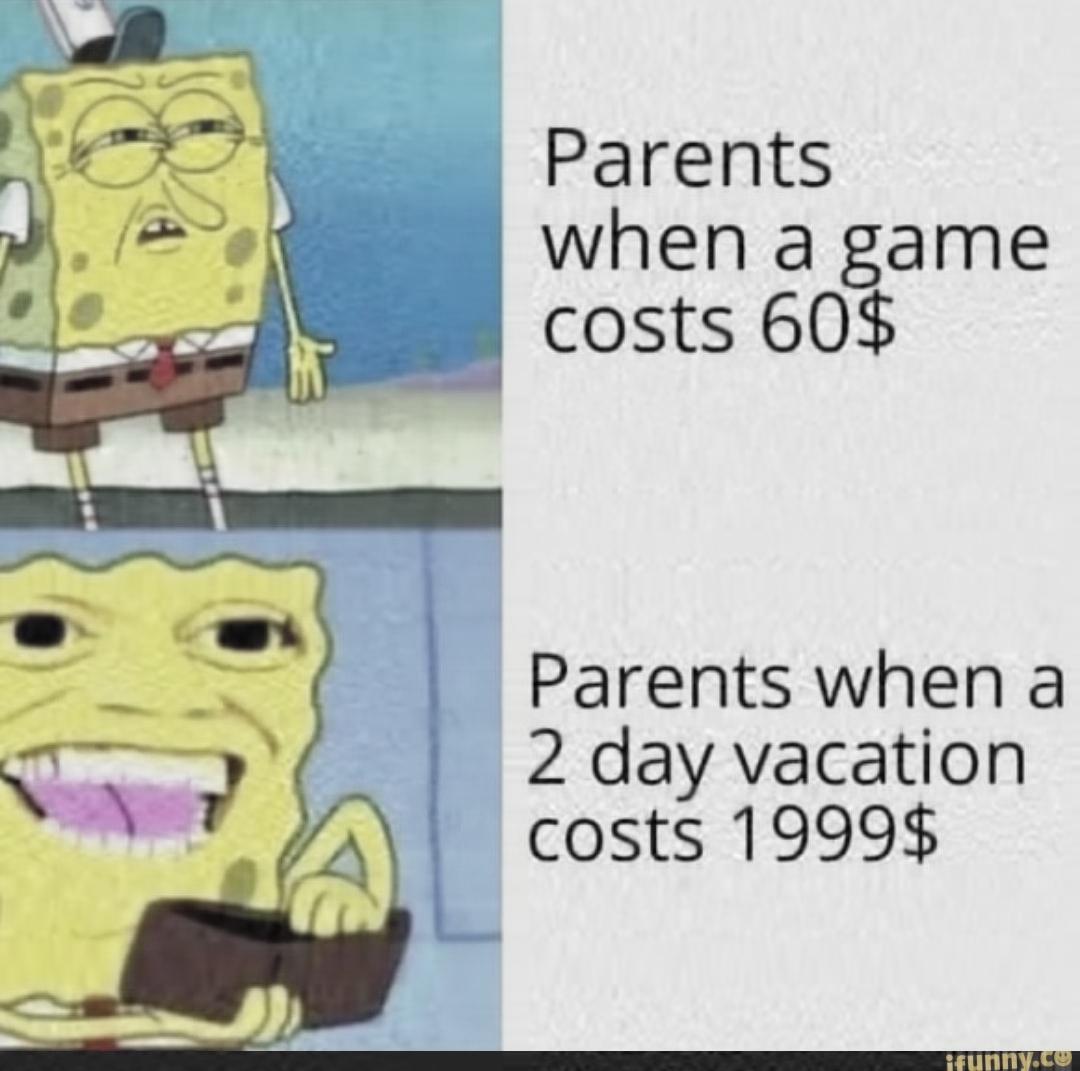 Parents
when a game
costs 60$
Parents when a
2 day vacation
costs 1999$
ifunny.co